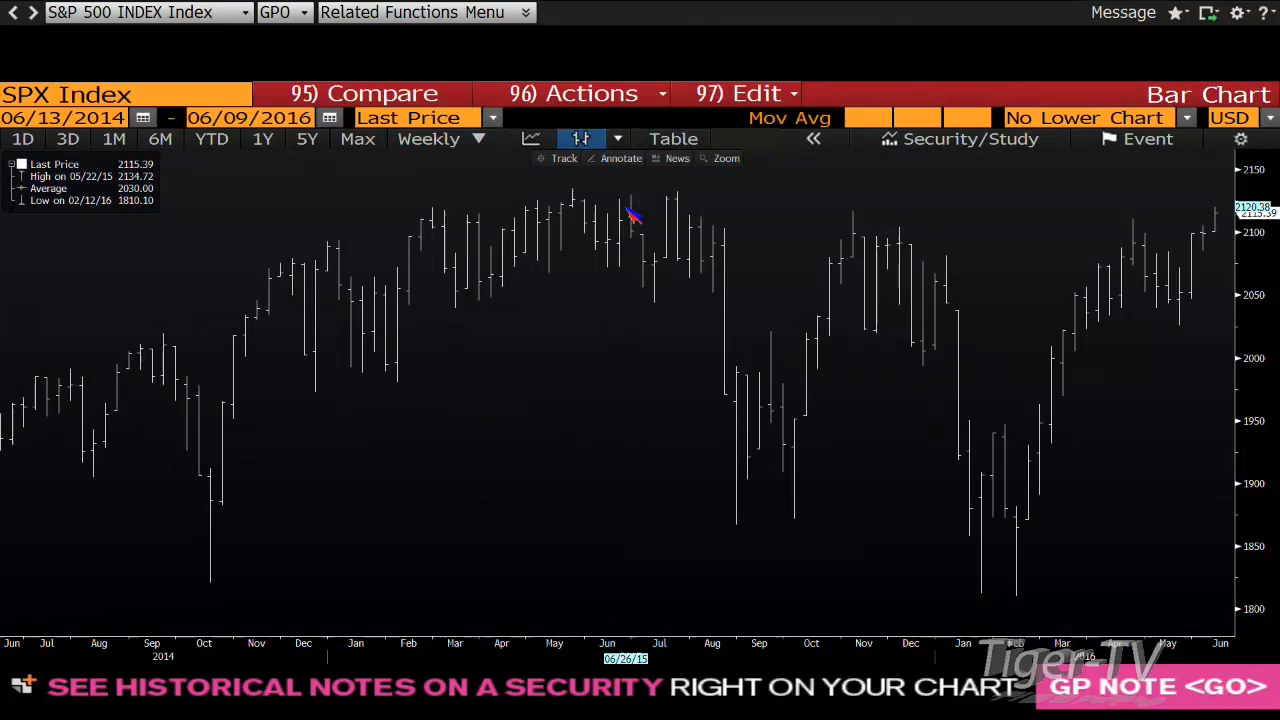 S&P 500 INDEX Index GPO Related Functions Menu Message ?
SPX Index 95) Compare 96) Actions 97) Edit Bar Chart
06/13/2014 - 06/09/2016 Last Price Mov Avg No Lower Chart USD
1D 3D 1M 6M YTD 1Y 5Y Max Weekly Table Security/Study Event
Track Annotate News Zoom
Last Price 2115.39
High on 05/22/15 2134.72
Average 2030.00
Low on 02/12/16 1810.10
2150
2120.38
2115.39
2100
2050
2000
1950
1900
1850
1800
Jun Jul Aug Sep Oct Nov Dec Jan Feb Mar Apr May Jun Jul Aug Sep Oct Nov Dec Jan Feb Mar Apr May Jun
2014 06/26/15 2016
Tiger-TV
SEE HISTORICAL NOTES ON A SECURITY RIGHT ON YOUR CHART GP NOTE <GO>